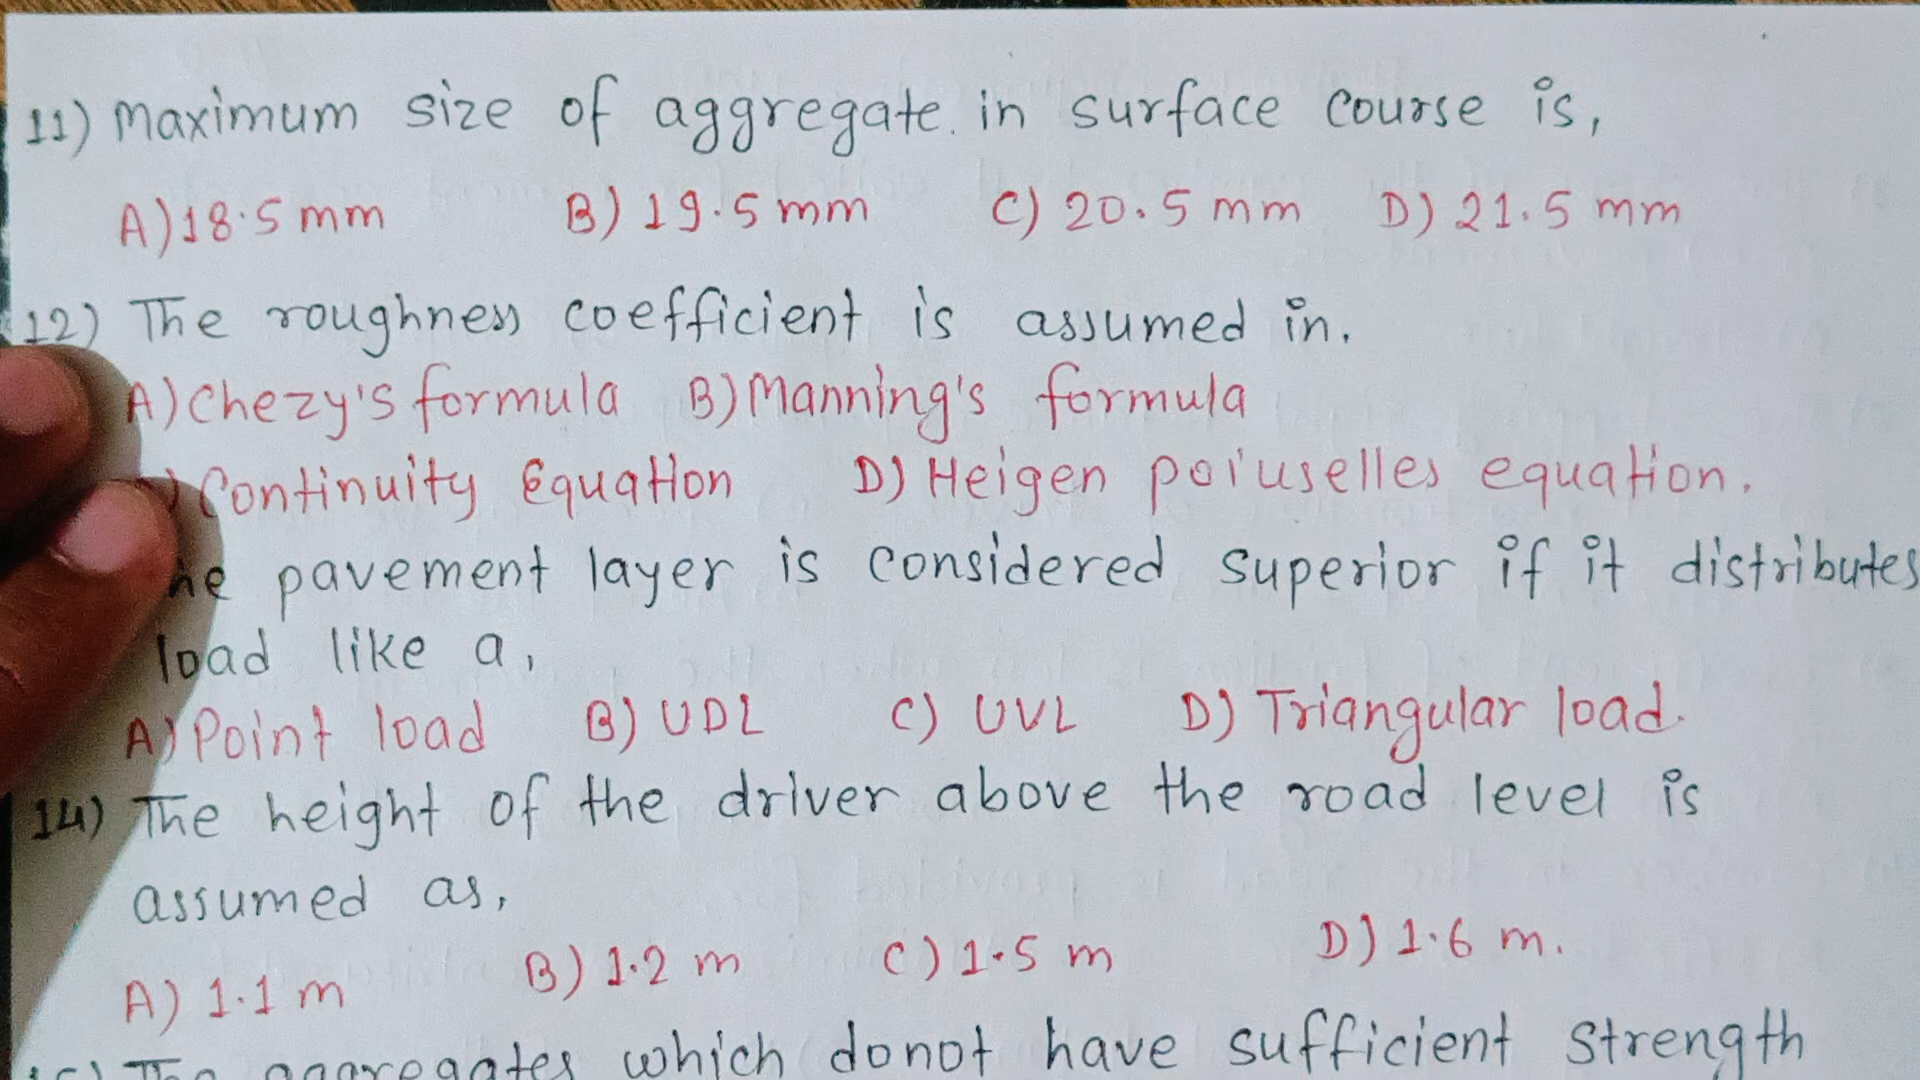 11) Maximum size of aggregate. in surface course is,
A) 18.5 mm B) 19.5 mm C) 20.5 mm D) 21.5 mm
12) The roughness coefficient is assumed in.
A) Chezy's formula B) Manning's formula
Continuity Equation D) Heigen poiuselles equation.
he pavement layer is considered superior if it distributes
load like a,
A) Point load B) UDL C) UVL D) Triangular load.
14) The height of the driver above the road level is
assumed as,
A) 1.1 m B) 1.2 m C) 1.5 m D) 1.6 m.
The aggregates which donot have sufficient strength